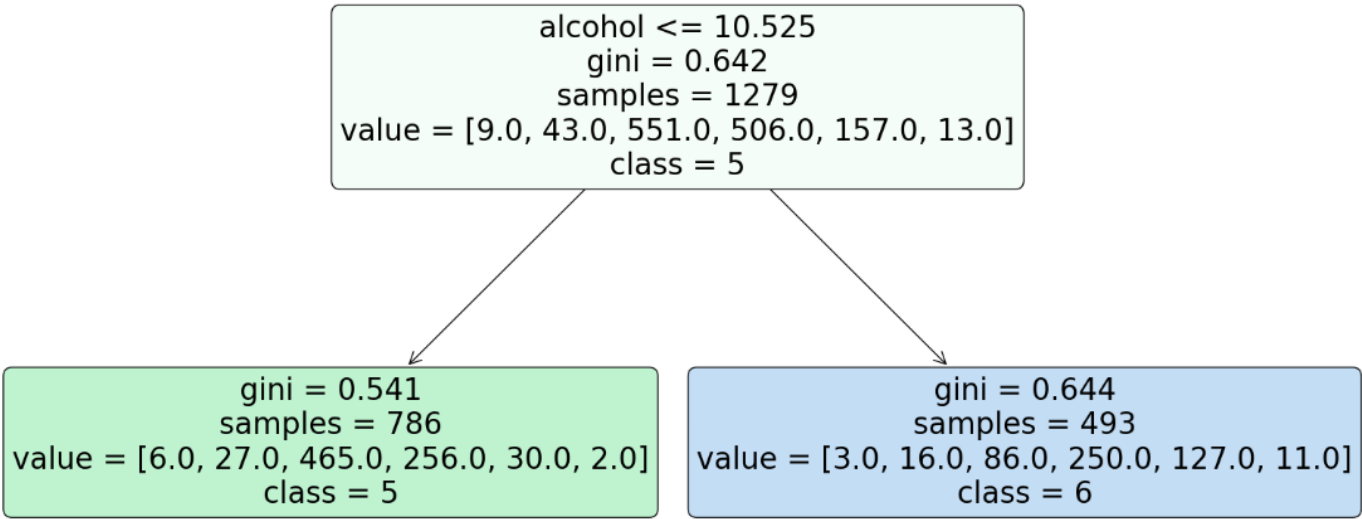 alcohol <= 10.525
gini = 0.642
samples = 1279
value = [9.0, 43.0, 551.0, 506.0, 157.0, 13.0]
class = 5
gini = 0.541
samples = 786
value = [6.0, 27.0, 465.0, 256.0, 30.0, 2.0]
class = 5
gini = 0.644
samples = 493
value = [3.0, 16.0, 86.0, 250.0, 127.0, 11.0]
class = 6